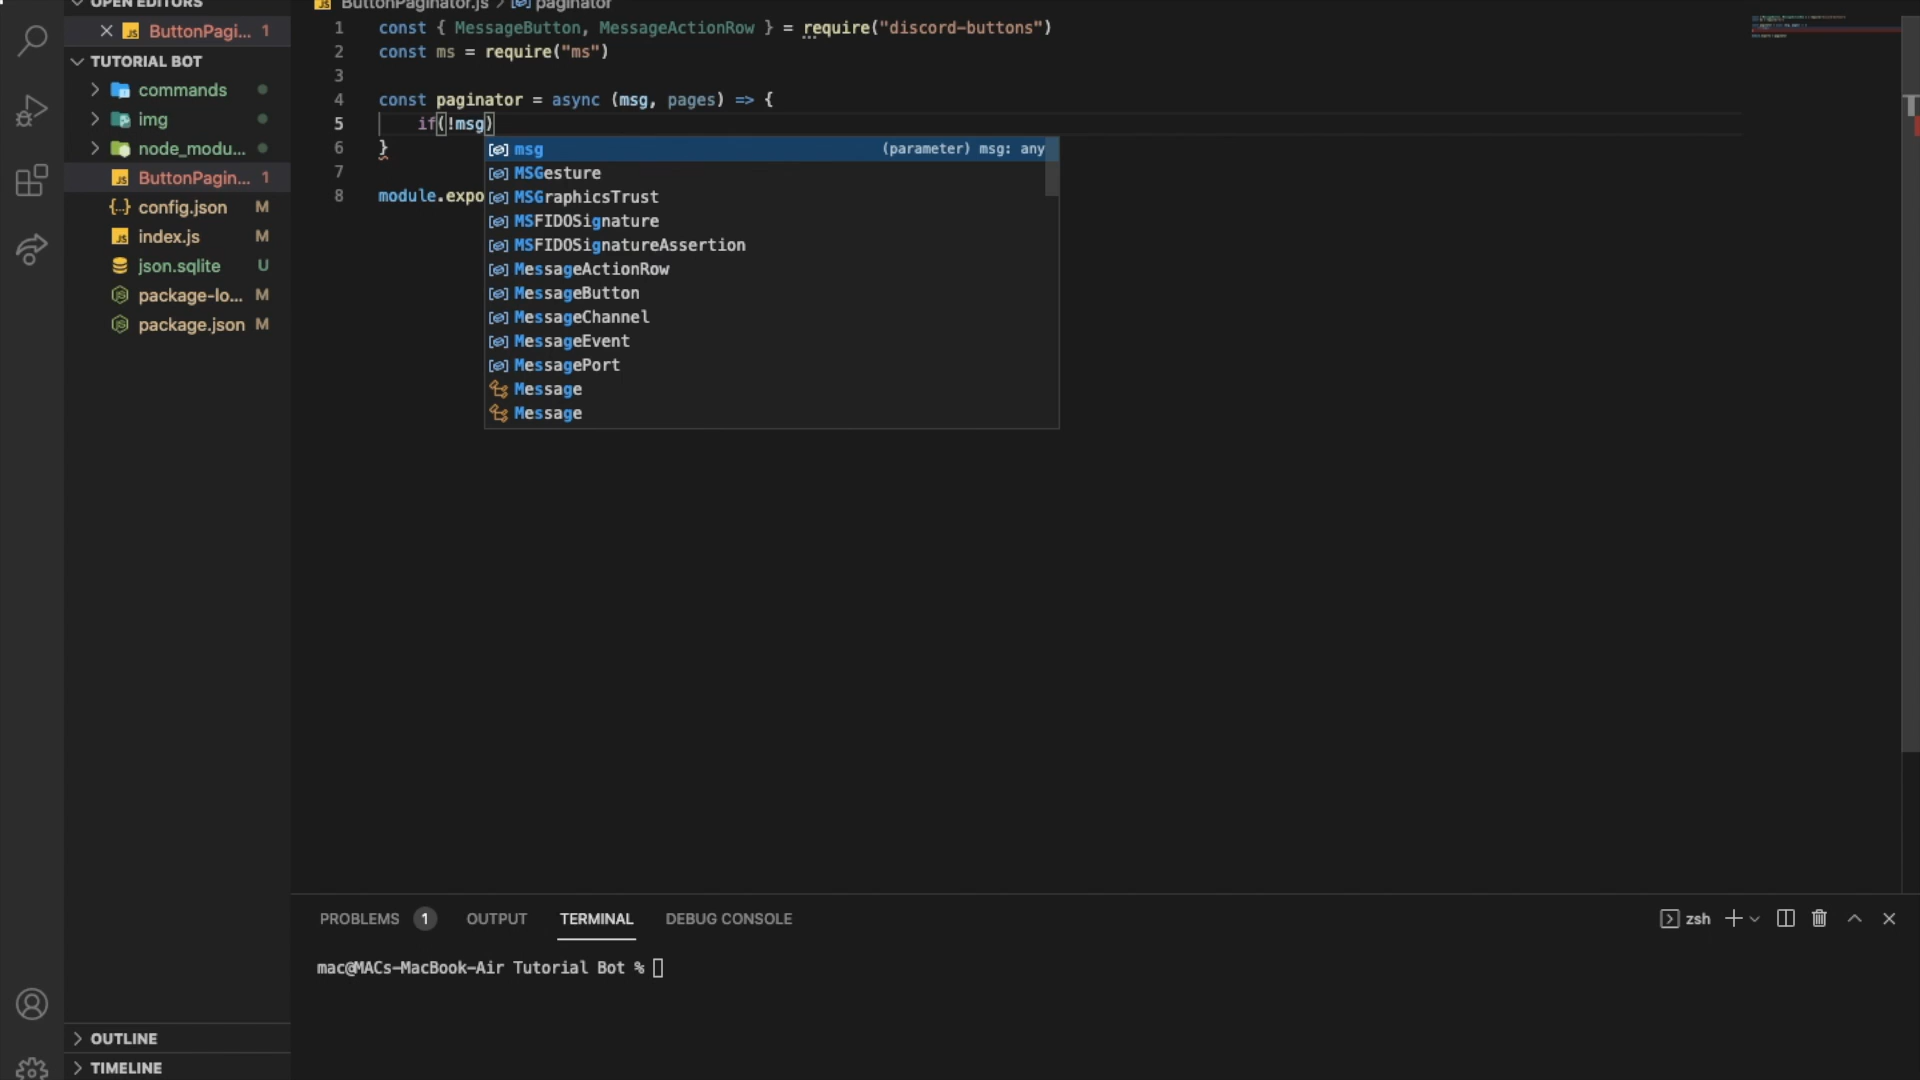 OPEN EDITORS
ButtonPagi... 1
TUTORIAL BOT
commands
img
node_modu...
ButtonPagin... 1
config.json M
index.js M
json.sqlite U
package-lo... M
package.json M
OUTLINE
TIMELINE
ButtonPaginator.js > paginator
1 const { MessageButton, MessageActionRow } = require("discord-buttons")
2 const ms = require("ms")
3
4 const paginator = async (msg, pages) => {
5 if(!msg)
6 }
7
8 module.expo
msg (parameter) msg: any
MSGesture
MSGraphicsTrust
MSFIDOSignature
MSFIDOSignatureAssertion
MessageActionRow
MessageButton
MessageChannel
MessageEvent
MessagePort
Message
Message
PROBLEMS 1 OUTPUT TERMINAL DEBUG CONSOLE zsh
mac@MACs-MacBook-Air Tutorial Bot %